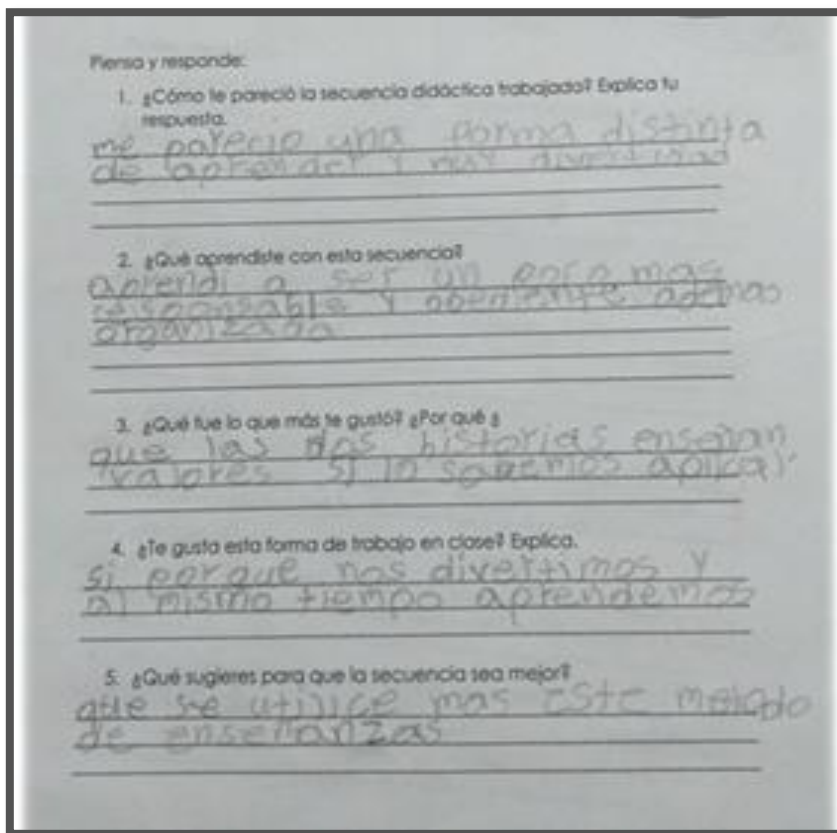 Piensa y responde:
1. ¿Cómo te pareció la secuencia didáctica trabajada? Explica tu
respuesta.
me parecio una forma distinta
de aprender y muy
2. ¿Qué aprendiste con esta secuencia?
aprendi a ser un poco mas
responsable y obediente ademas
organizada
3. ¿Qué fue lo que más te gustó? ¿Por qué ¿
que las dos historias enseñan
valores si lo sabemos aplicar
4. ¿Te gusta esta forma de trabajo en clase? Explica.
si porque nos divertimos y
al mismo tiempo aprendemos
5. ¿Qué sugieres para que la secuencia sea mejor?
que se utilice mas este metodo
de enseñanzas